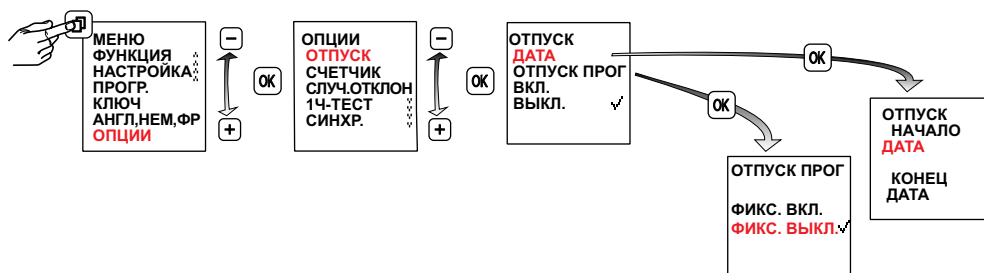 МЕНЮ
ФУНКЦИЯ
НАСТРОЙКА
ПРОГР.
КЛЮЧ
АНГЛ,НЕМ,ФР
ОПЦИИ
OK
ОПЦИИ
ОТПУСК
СЧЕТЧИК
СЛУЧ.ОТКЛОН
1Ч-ТЕСТ
СИНХР.
OK
ОТПУСК
ДАТА
ОТПУСК ПРОГ
ВКЛ.
ВЫКЛ. ✓
OK
OK
ОТПУСК ПРОГ
ФИКС. ВКЛ.
ФИКС. ВЫКЛ.✓
ОТПУСК
НАЧАЛО
ДАТА
КОНЕЦ
ДАТА